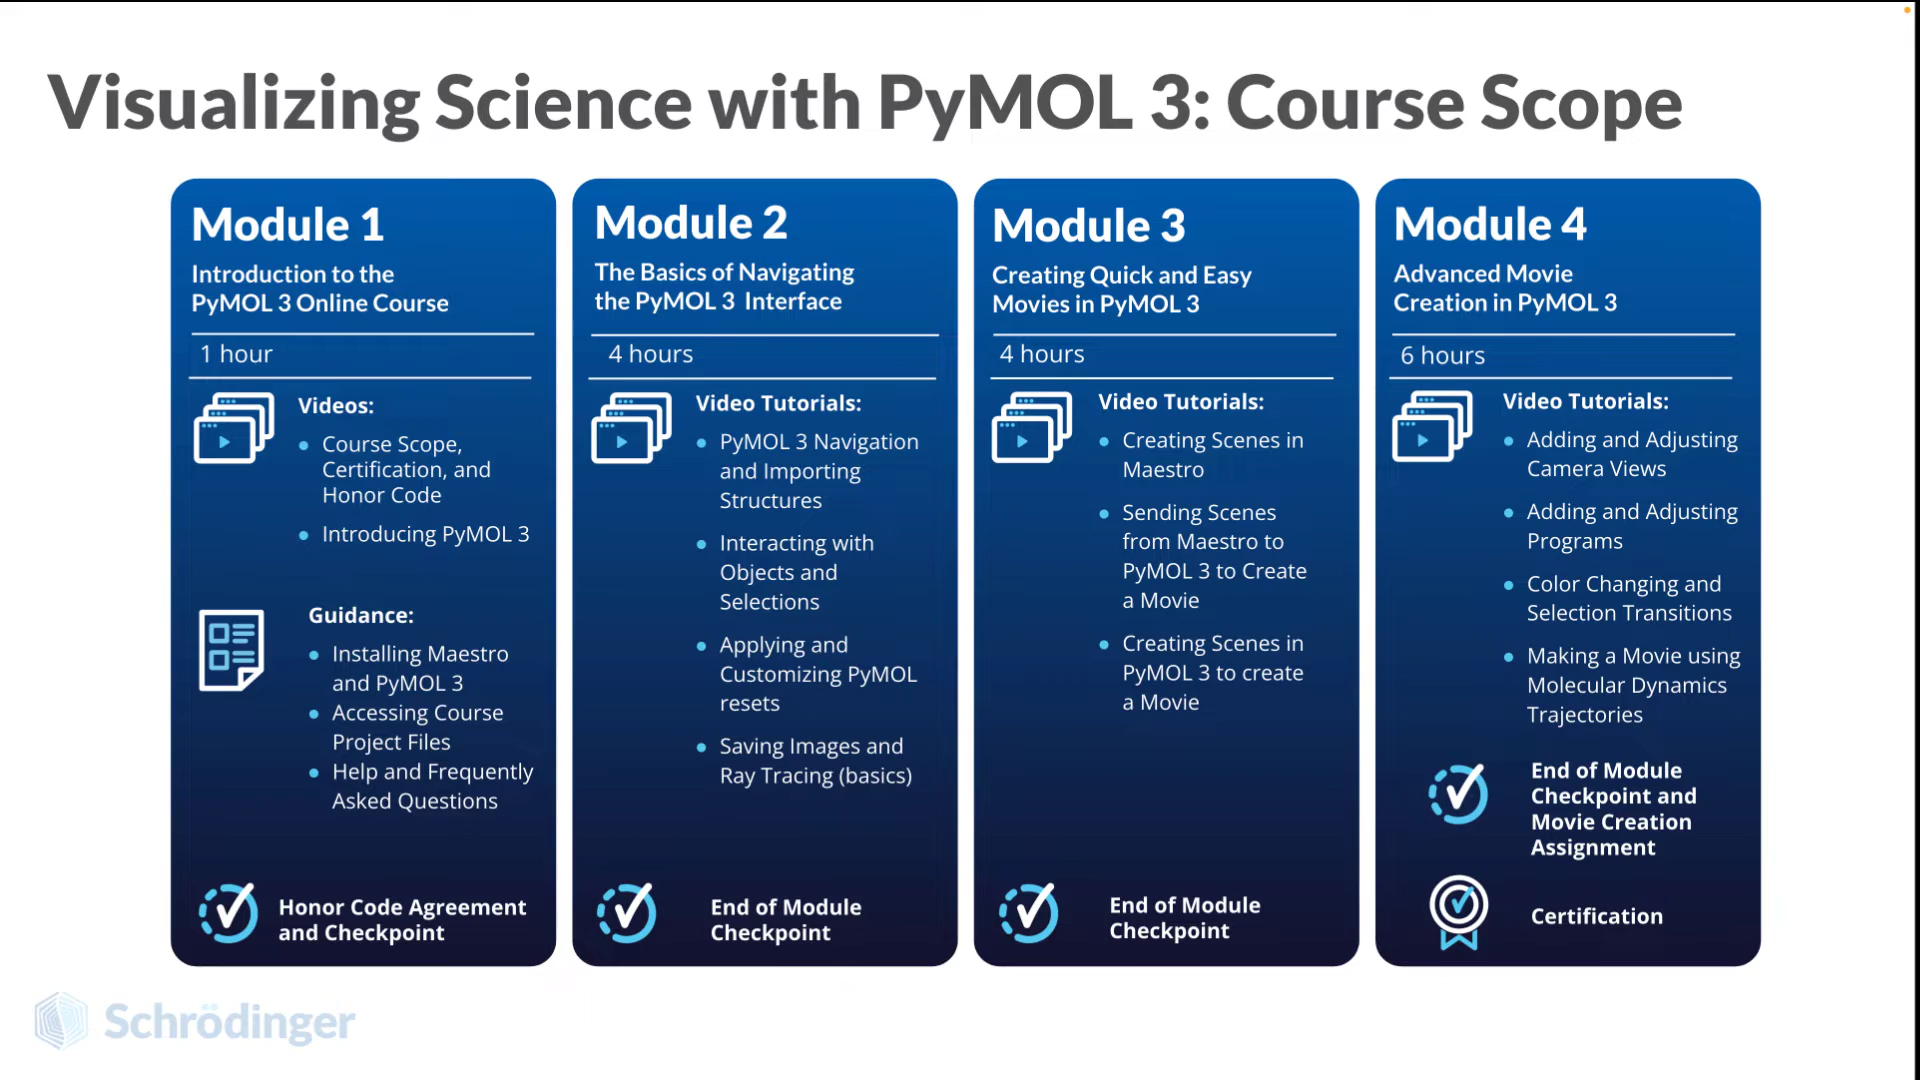 Visualizing Science with PyMOL 3: Course Scope
Module 1
Introduction to the
PyMOL 3 Online Course
1 hour
Videos:
• Course Scope,
Certification, and
Honor Code
• Introducing PyMOL 3
Guidance:
• Installing Maestro
and PyMOL 3
• Accessing Course
Project Files
• Help and Frequently
Asked Questions
Honor Code Agreement
and Checkpoint
Module 2
The Basics of Navigating
the PyMOL 3 Interface
4 hours
Video Tutorials:
• PyMOL 3 Navigation
and Importing
Structures
• Interacting with
Objects and
Selections
• Applying and
Customizing PyMOL
resets
• Saving Images and
Ray Tracing (basics)
End of Module
Checkpoint
Module 3
Creating Quick and Easy
Movies in PyMOL 3
4 hours
Video Tutorials:
• Creating Scenes in
Maestro
• Sending Scenes
from Maestro to
PyMOL 3 to Create
a Movie
• Creating Scenes in
PyMOL 3 to create
a Movie
End of Module
Checkpoint
Module 4
Advanced Movie
Creation in PyMOL 3
6 hours
Video Tutorials:
• Adding and Adjusting
Camera Views
• Adding and Adjusting
Programs
• Color Changing and
Selection Transitions
• Making a Movie using
Molecular Dynamics
Trajectories
End of Module
Checkpoint and
Movie Creation
Assignment
Certification
Schrödinger